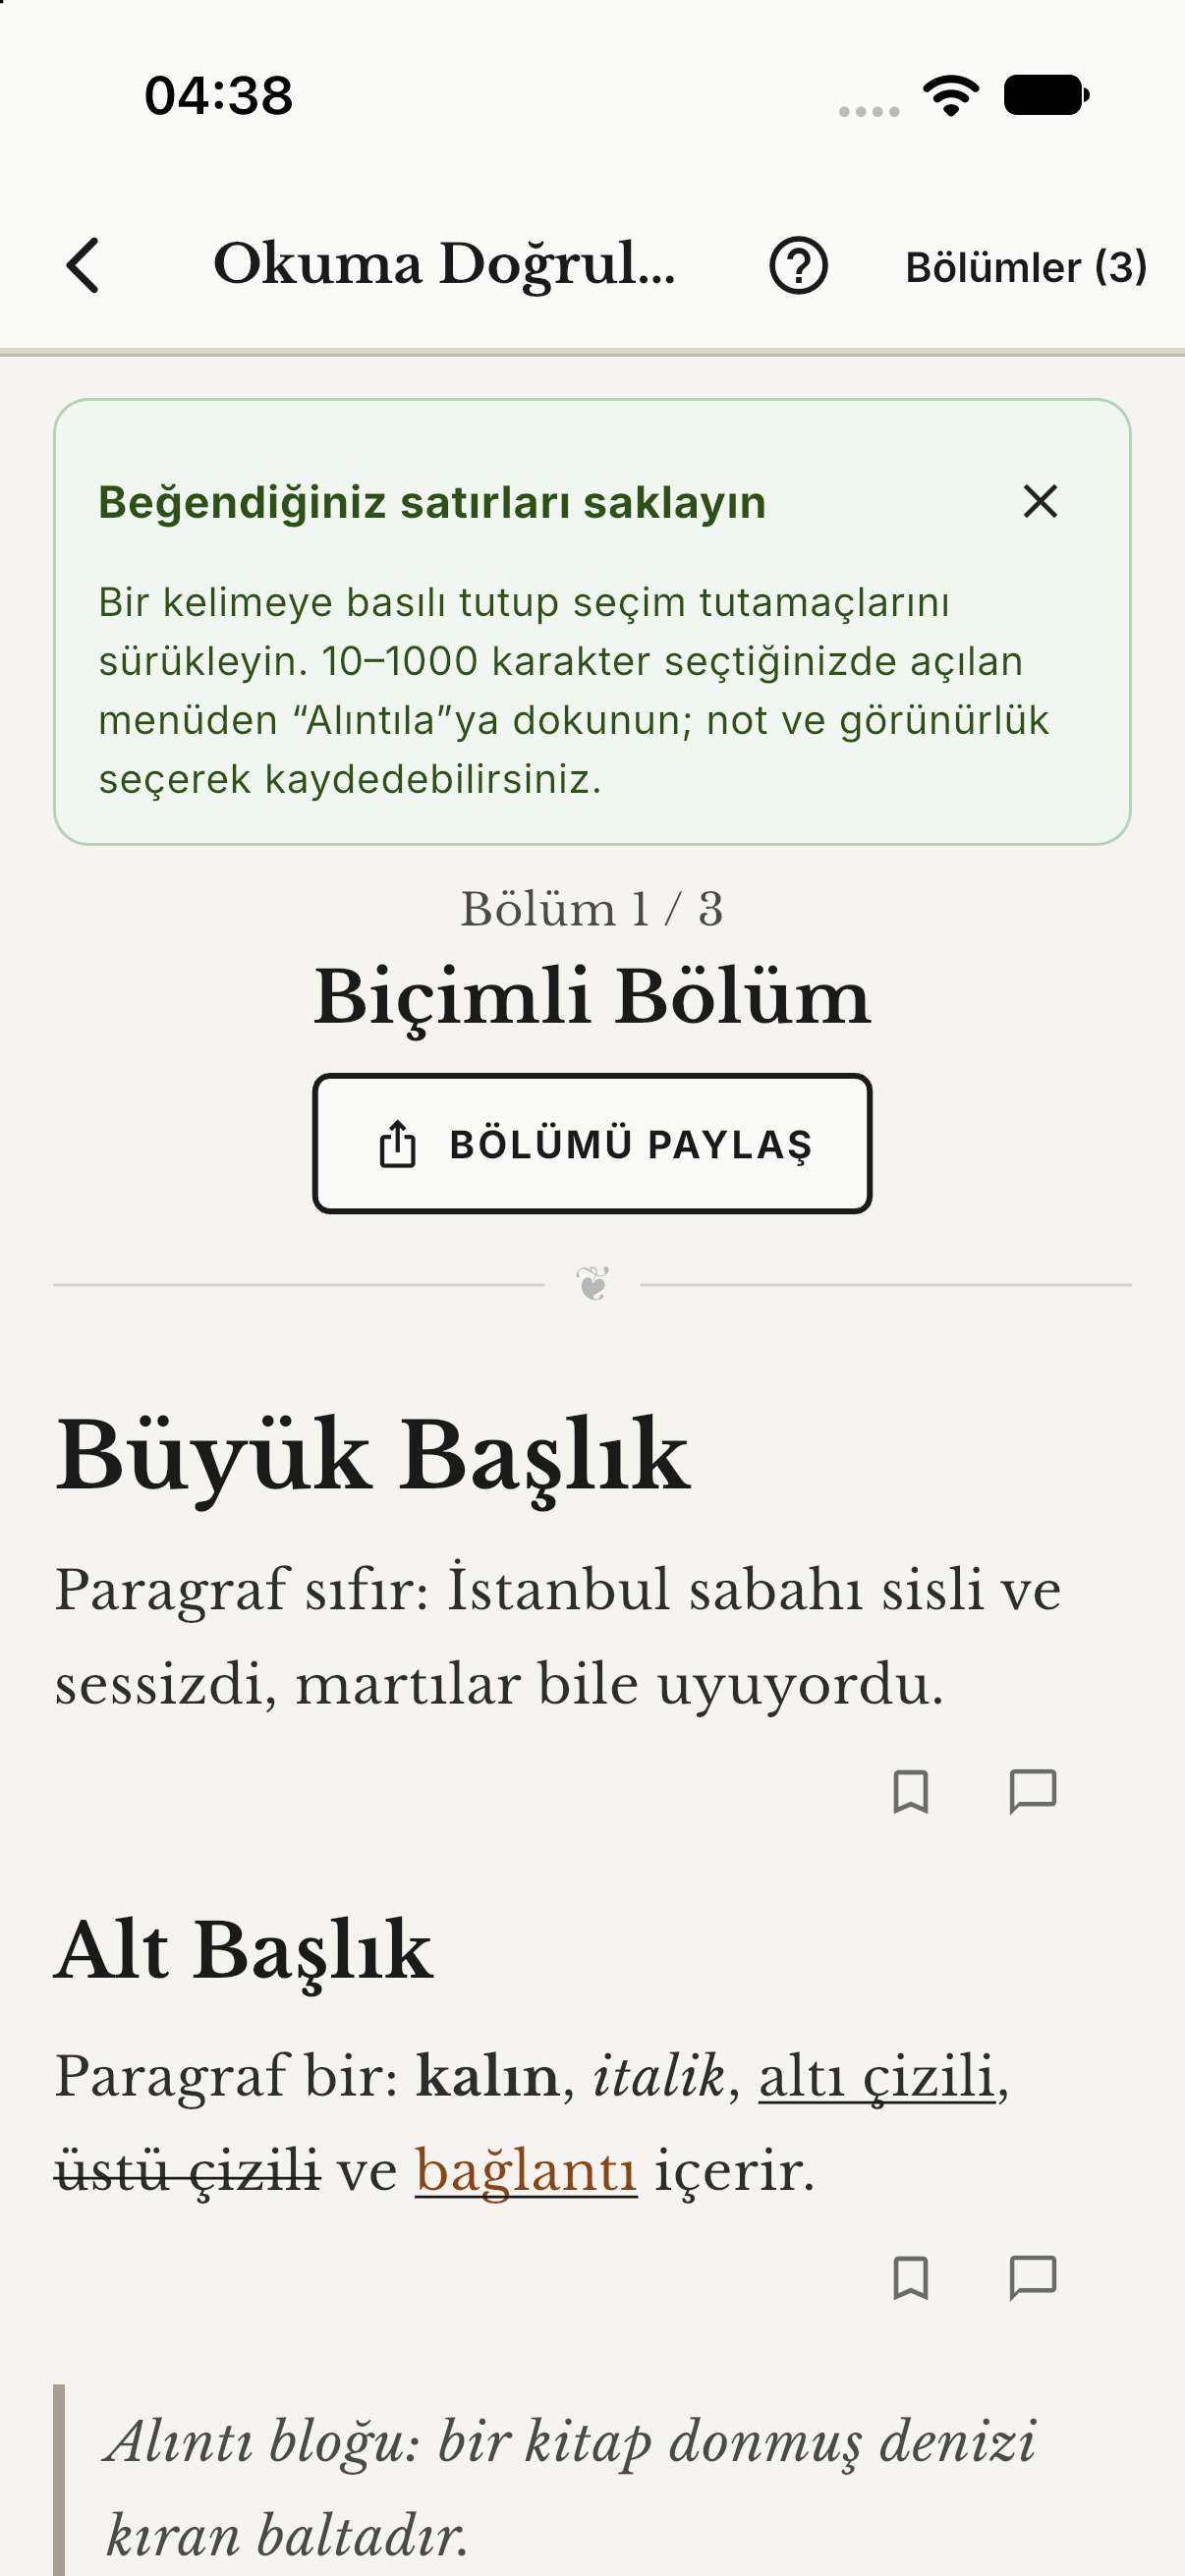 04:38
Okuma Doğrul...
Bölümler (3)
Beğendiğiniz satırları saklayın
Bir kelimeye basılı tutup seçim tutamaçlarını
sürükleyin. 10–1000 karakter seçtiğinizde açılan
menüden “Alıntıla”ya dokunun; not ve görünürlük
seçerek kaydedebilirsiniz.
Bölüm 1 / 3
Biçimli Bölüm
BÖLÜMÜ PAYLAŞ
Büyük Başlık
Paragraf sıfır: İstanbul sabahı sisli ve
sessizdi, martılar bile uyuyordu.
Alt Başlık
Paragraf bir: kalın, italik, altı çizili,
üstü çizili ve bağlantı içerir.
Alıntı bloğu: bir kitap donmuş denizi
kıran baltadır.